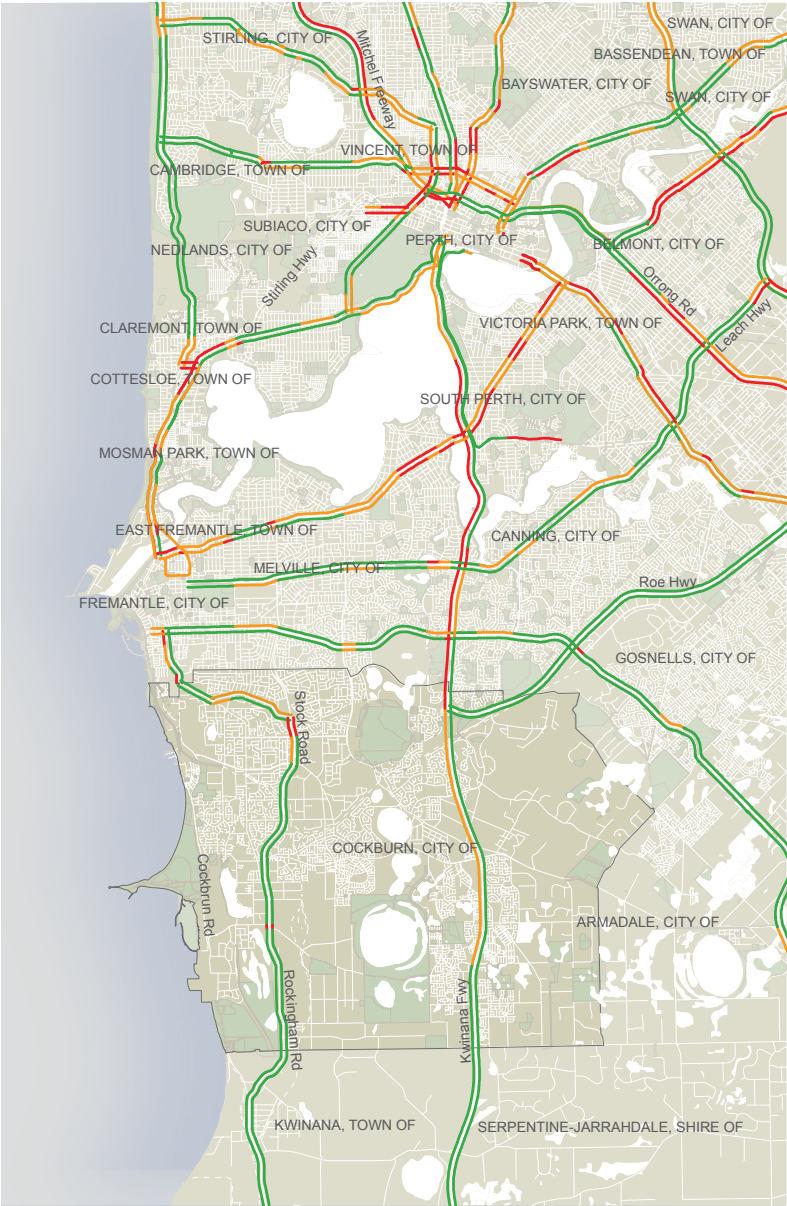 SWAN, CITY OF
STIRLING, CITY OF
Mitchel Freeway
BASSENDEAN, TOWN OF
BAYSWATER, CITY OF
SWAN, CITY OF
VINCENT, TOWN OF
CAMBRIDGE, TOWN OF
SUBIACO, CITY OF
PERTH, CITY OF
BELMONT, CITY OF
NEDLANDS, CITY OF
Stirling Hwy
Orrong Rd
Leach Hwy
CLAREMONT, TOWN OF
VICTORIA PARK, TOWN OF
COTTESLOE, TOWN OF
SOUTH PERTH, CITY OF
MOSMAN PARK, TOWN OF
EAST FREMANTLE, TOWN OF
CANNING, CITY OF
MELVILLE, CITY OF
Roe Hwy
FREMANTLE, CITY OF
GOSNELLS, CITY OF
Stock Road
COCKBURN, CITY OF
Cockbrun Rd
ARMADALE, CITY OF
Rockingham Rd
Kwinana Fwy
KWINANA, TOWN OF
SERPENTINE-JARRAHDALE, SHIRE OF